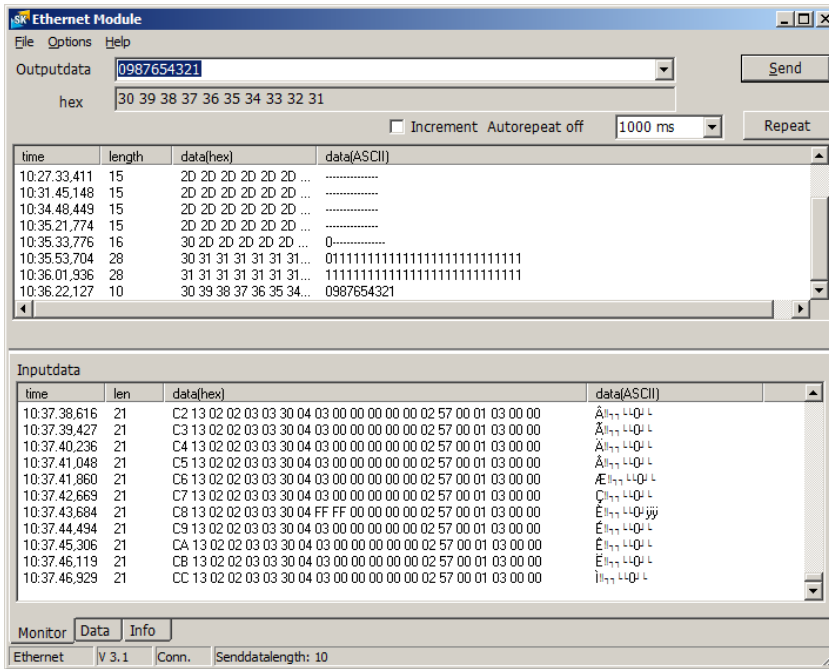 SK Ethernet Module
File Options Help
Outputdata 0987654321 Send
hex 30 39 38 37 36 35 34 33 32 31
Increment Autorepeat off 1000 ms Repeat
time length data(hex) data(ASCII)
10:27.33,411 15 2D 2D 2D 2D 2D 2D ... ---------------
10:31.45,148 15 2D 2D 2D 2D 2D 2D ... ---------------
10:34.48,449 15 2D 2D 2D 2D 2D 2D ... ---------------
10:35.21,774 15 2D 2D 2D 2D 2D 2D ... ---------------
10:35.33,776 16 30 2D 2D 2D 2D 2D ... 0---------------
10:35.53,704 28 30 31 31 31 31 31 31... 0111111111111111111111111111
10:36.01,936 28 31 31 31 31 31 31 31... 1111111111111111111111111111
10:36.22,127 10 30 39 38 37 36 35 34... 0987654321
Inputdata
time len data(hex) data(ASCII)
10:37.38,616 21 C2 13 02 02 03 03 30 04 03 00 00 00 00 00 02 57 00 01 03 00 00 Â‼┐┐└└0┘└
10:37.39,427 21 C3 13 02 02 03 03 30 04 03 00 00 00 00 00 02 57 00 01 03 00 00 Ã‼┐┐└└0┘└
10:37.40,236 21 C4 13 02 02 03 03 30 04 03 00 00 00 00 00 02 57 00 01 03 00 00 Ä‼┐┐└└0┘└
10:37.41,048 21 C5 13 02 02 03 03 30 04 03 00 00 00 00 00 02 57 00 01 03 00 00 Å‼┐┐└└0┘└
10:37.41,860 21 C6 13 02 02 03 03 30 04 03 00 00 00 00 00 02 57 00 01 03 00 00 Æ‼┐┐└└0┘└
10:37.42,669 21 C7 13 02 02 03 03 30 04 03 00 00 00 00 00 02 57 00 01 03 00 00 Ç‼┐┐└└0┘└
10:37.43,684 21 C8 13 02 02 03 03 30 04 FF FF 00 00 00 00 02 57 00 01 03 00 00 È‼┐┐└└0┘ÿÿ
10:37.44,494 21 C9 13 02 02 03 03 30 04 03 00 00 00 00 00 02 57 00 01 03 00 00 É‼┐┐└└0┘└
10:37.45,306 21 CA 13 02 02 03 03 30 04 03 00 00 00 00 00 02 57 00 01 03 00 00 Ê‼┐┐└└0┘└
10:37.46,119 21 CB 13 02 02 03 03 30 04 03 00 00 00 00 00 02 57 00 01 03 00 00 Ë‼┐┐└└0┘└
10:37.46,929 21 CC 13 02 02 03 03 30 04 03 00 00 00 00 00 02 57 00 01 03 00 00 Ì‼┐┐└└0┘└
Monitor Data Info
Ethernet V 3.1 Conn. Senddatalength: 10